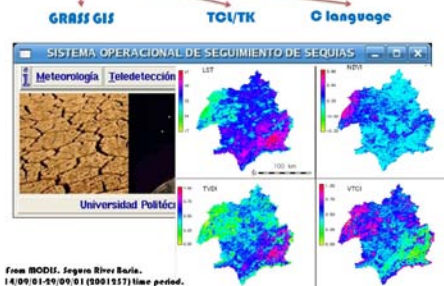 GRASS GIS
TCL/TK
C language
SISTEMA OPERACIONAL DE SEGUIMIENTO DE SEQUIAS
Meteorología
Teledetección
Universidad Politéc
LST
NDVI
100 km
TVDI
VTCI
From MODIS. Segura River Basin.
14/09/01-29/09/01 (2001257) time period.